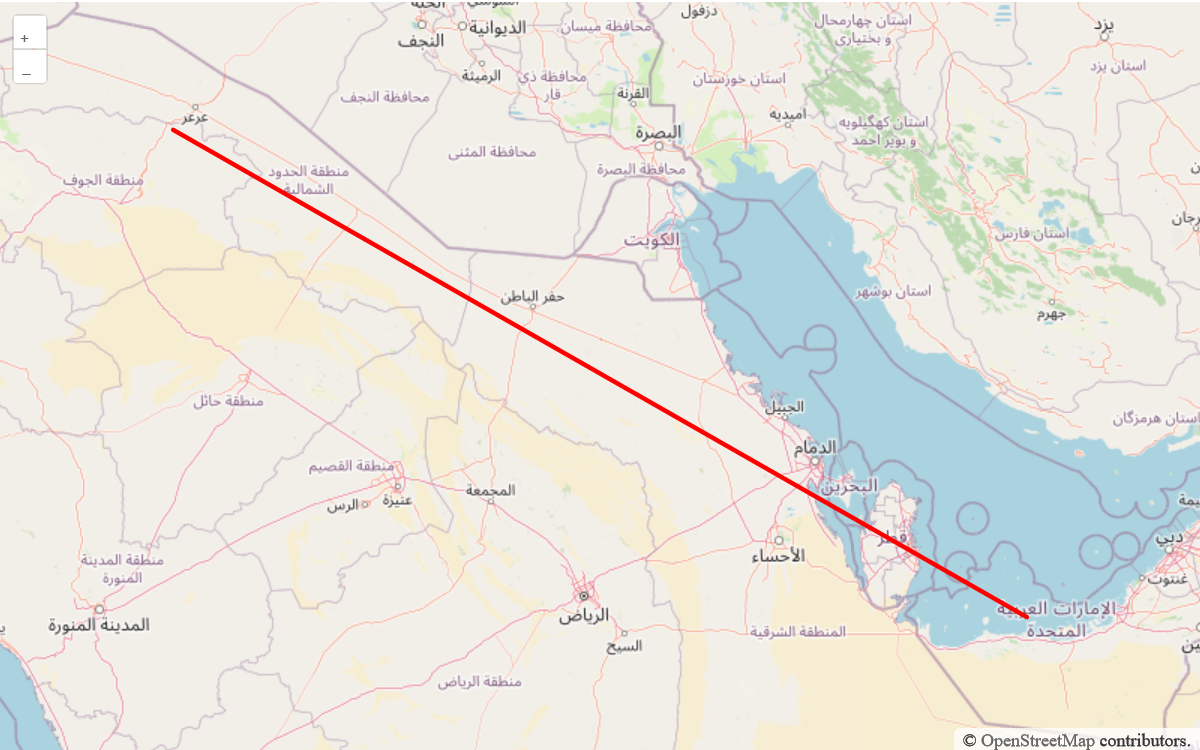 +
−
النجف
الديوانية
السوسي
محافظة ميسان
دزفول
استان چهارمحال
و بختیاری
یزد
استان یزد
الرميثة
محافظة ذي
قار
القرنة
استان خوزستان
محافظة النجف
عرعر
البصرة
امیدیه
استان کهگیلویه
و بویر احمد
محافظة المثنى
محافظة البصرة
منطقة الحدود
الشمالية
منطقة الجوف
الكويت
استان فارس
استان بوشهر
حفر الباطن
جهرم
منطقة حائل
الجبيل
استان هرمزگان
الدمام
منطقة القصيم
البحرين
المجمعة
عنيزة
الرس
قطر
دبي
الأحساء
منطقة المدينة
المنورة
غنتوت
الإمارات العربية
المتحدة
الرياض
المدينة المنورة
المنطقة الشرقية
السيح
منطقة الرياض
© OpenStreetMap contributors.